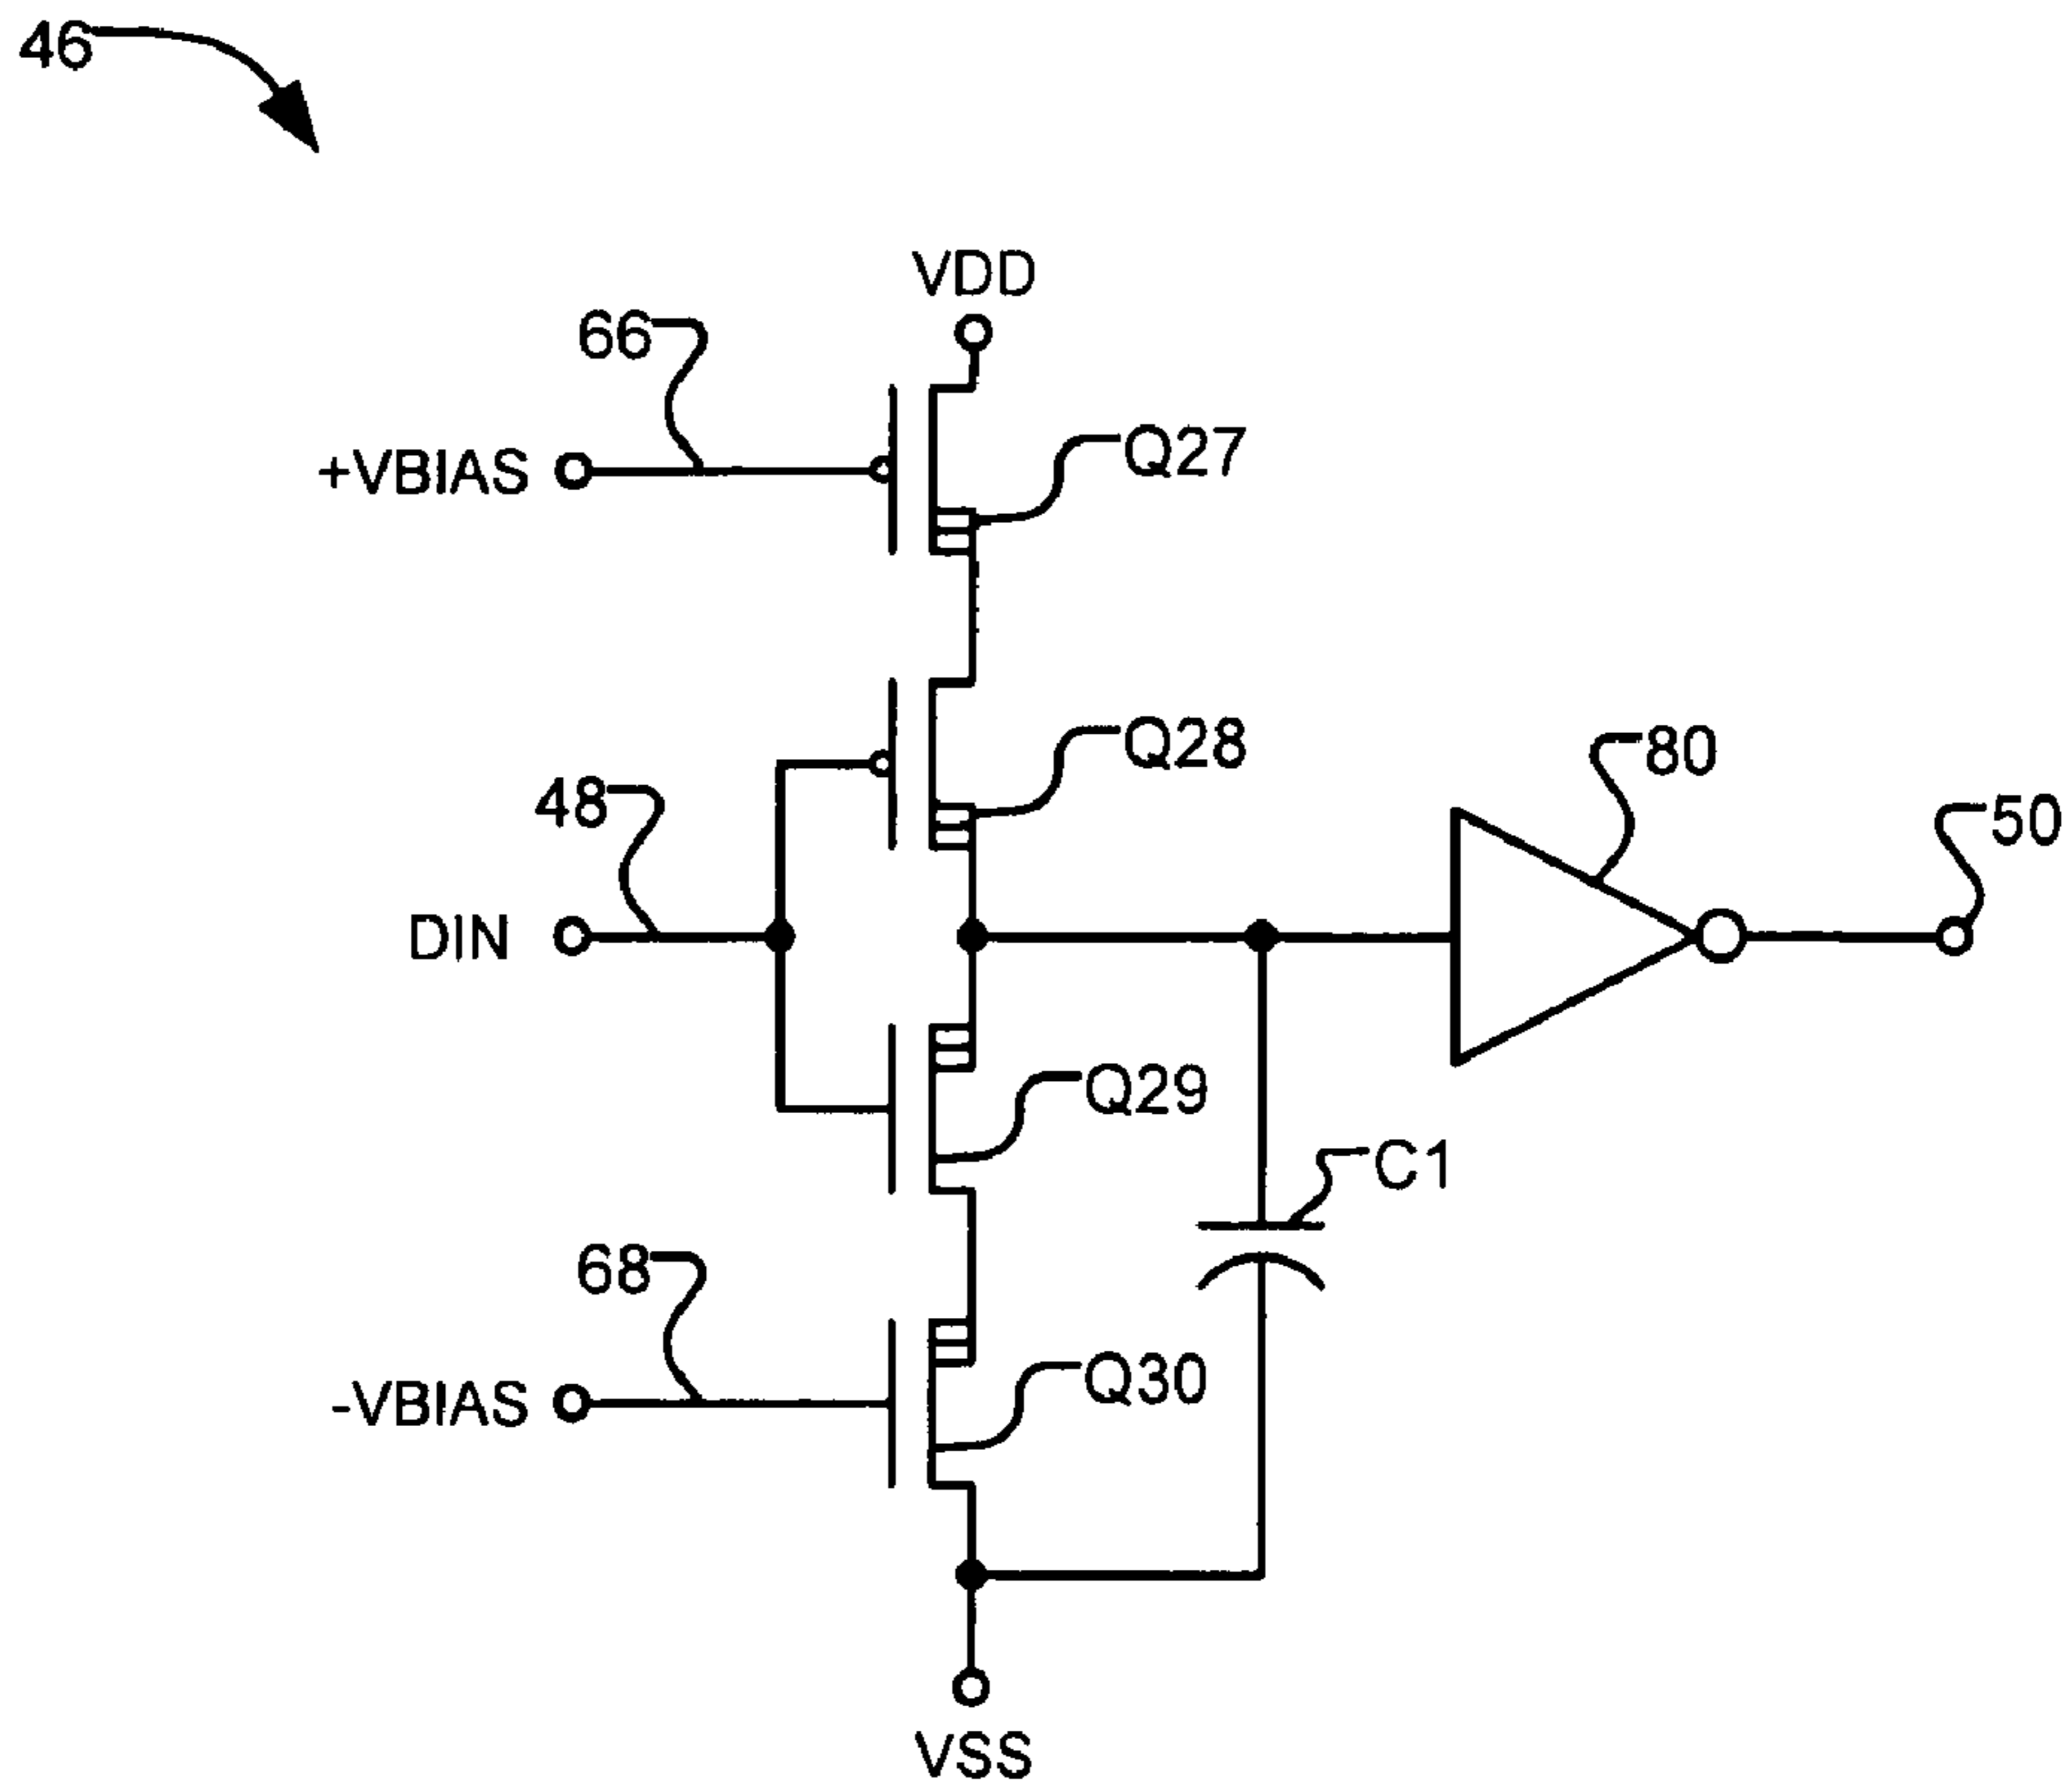 46
VDD
66
+VBIAS
Q27
Q28
80
48
50
DIN
Q29
C1
68
Q30
-VBIAS
VSS